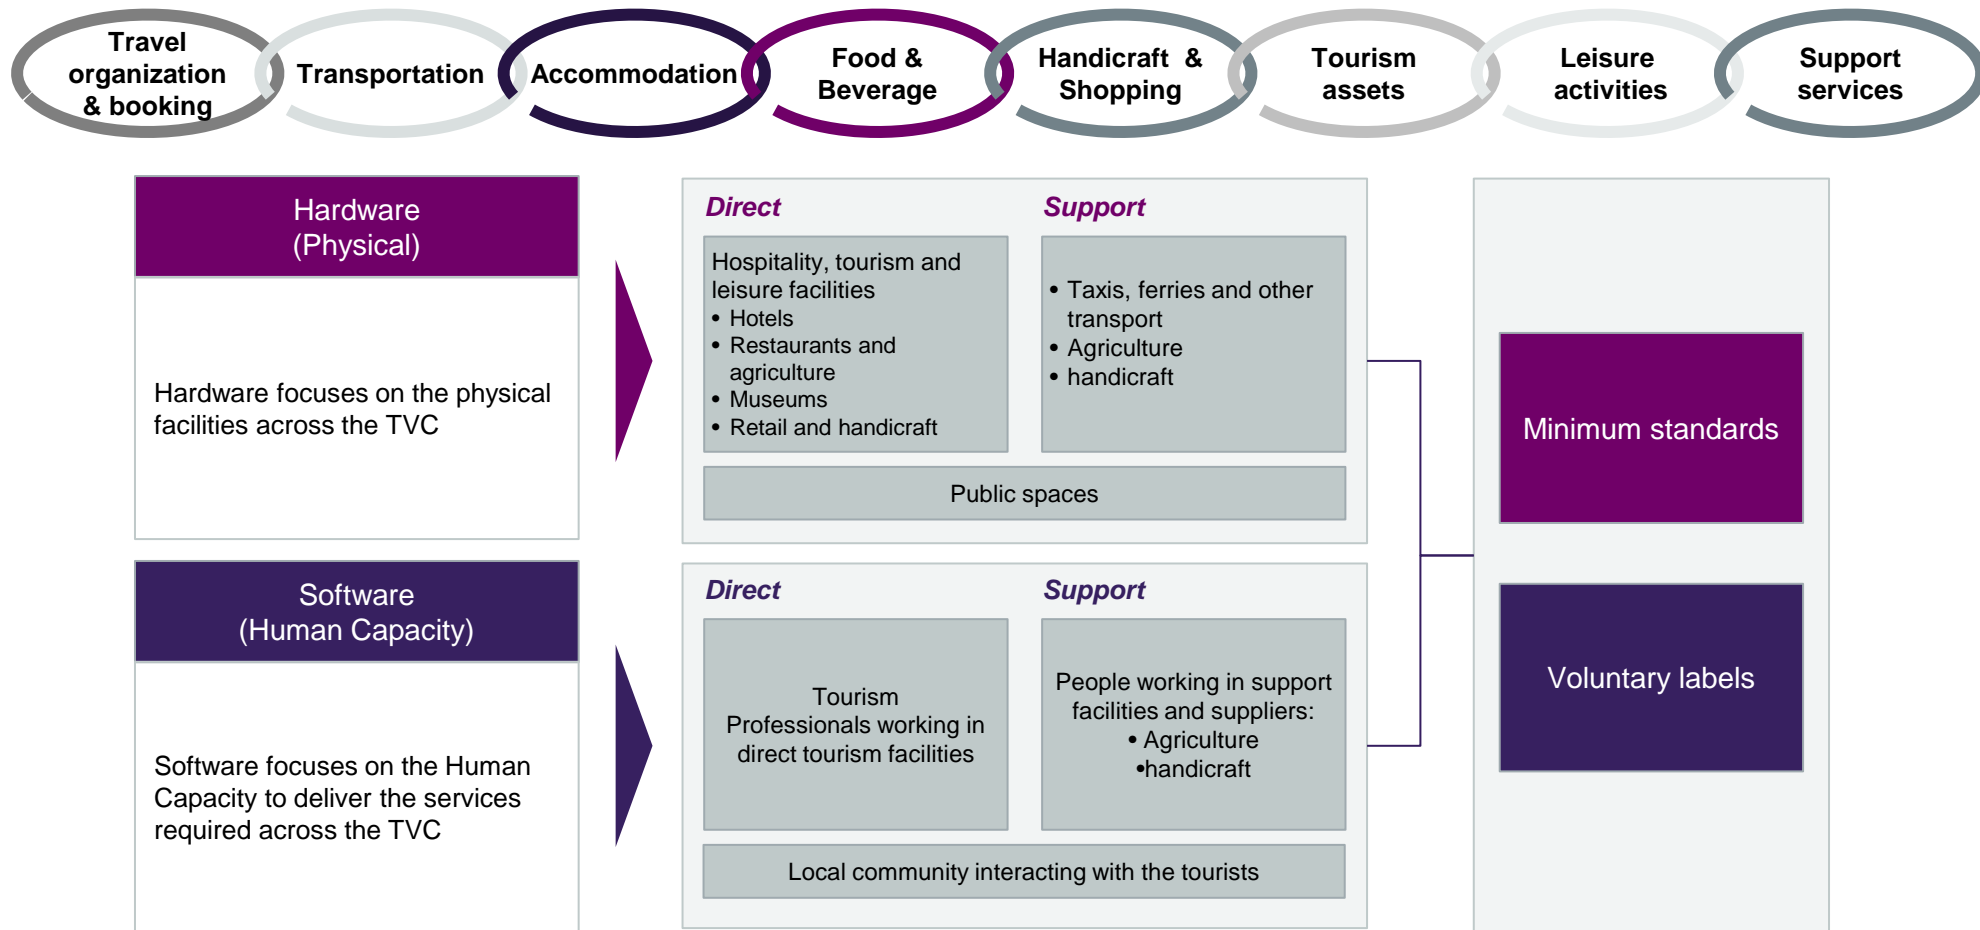 Travel
organization
& booking
Transportation
Accommodation
Food &
Beverage
Handicraft &
Shopping
Tourism
assets
Leisure
activities
Support
services
Hardware
(Physical)
Hardware focuses on the physical
facilities across the TVC
Direct
Support
Hospitality, tourism and
leisure facilities
• Hotels
• Restaurants and
agriculture
• Museums
• Retail and handicraft
• Taxis, ferries and other
transport
• Agriculture
• handicraft
Public spaces
Software
(Human Capacity)
Software focuses on the Human
Capacity to deliver the services
required across the TVC
Direct
Support
Tourism
Professionals working in
direct tourism facilities
People working in support
facilities and suppliers:
• Agriculture
•handicraft
Local community interacting with the tourists
Minimum standards
Voluntary labels